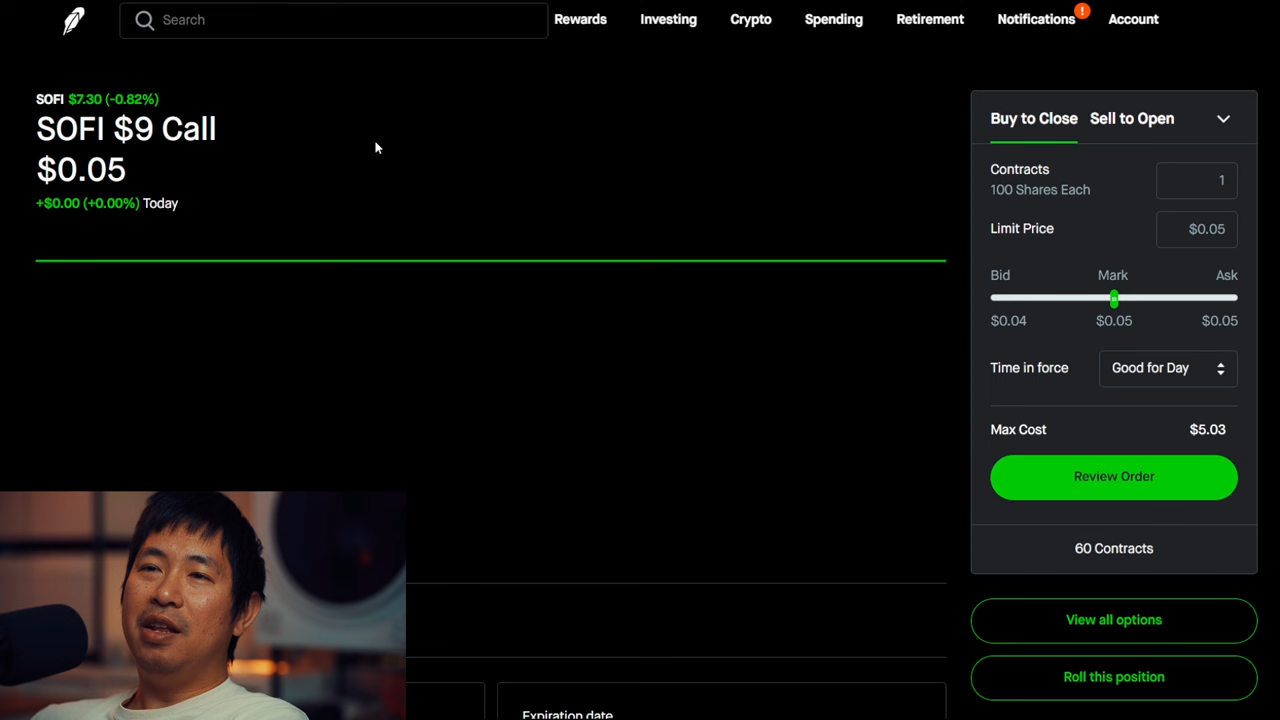 Search
Rewards
Investing
Crypto
Spending
Retirement
Notifications
!
Account
SOFI $7.30 (-0.82%)
SOFI $9 Call
$0.05
+$0.00 (+0.00%) Today
Buy to Close Sell to Open
Contracts
100 Shares Each
1
Limit Price
$0.05
Bid Mark Ask
$0.04 $0.05 $0.05
Time in force
Good for Day
Max Cost $5.03
Review Order
60 Contracts
View all options
Roll this position
Expiration date